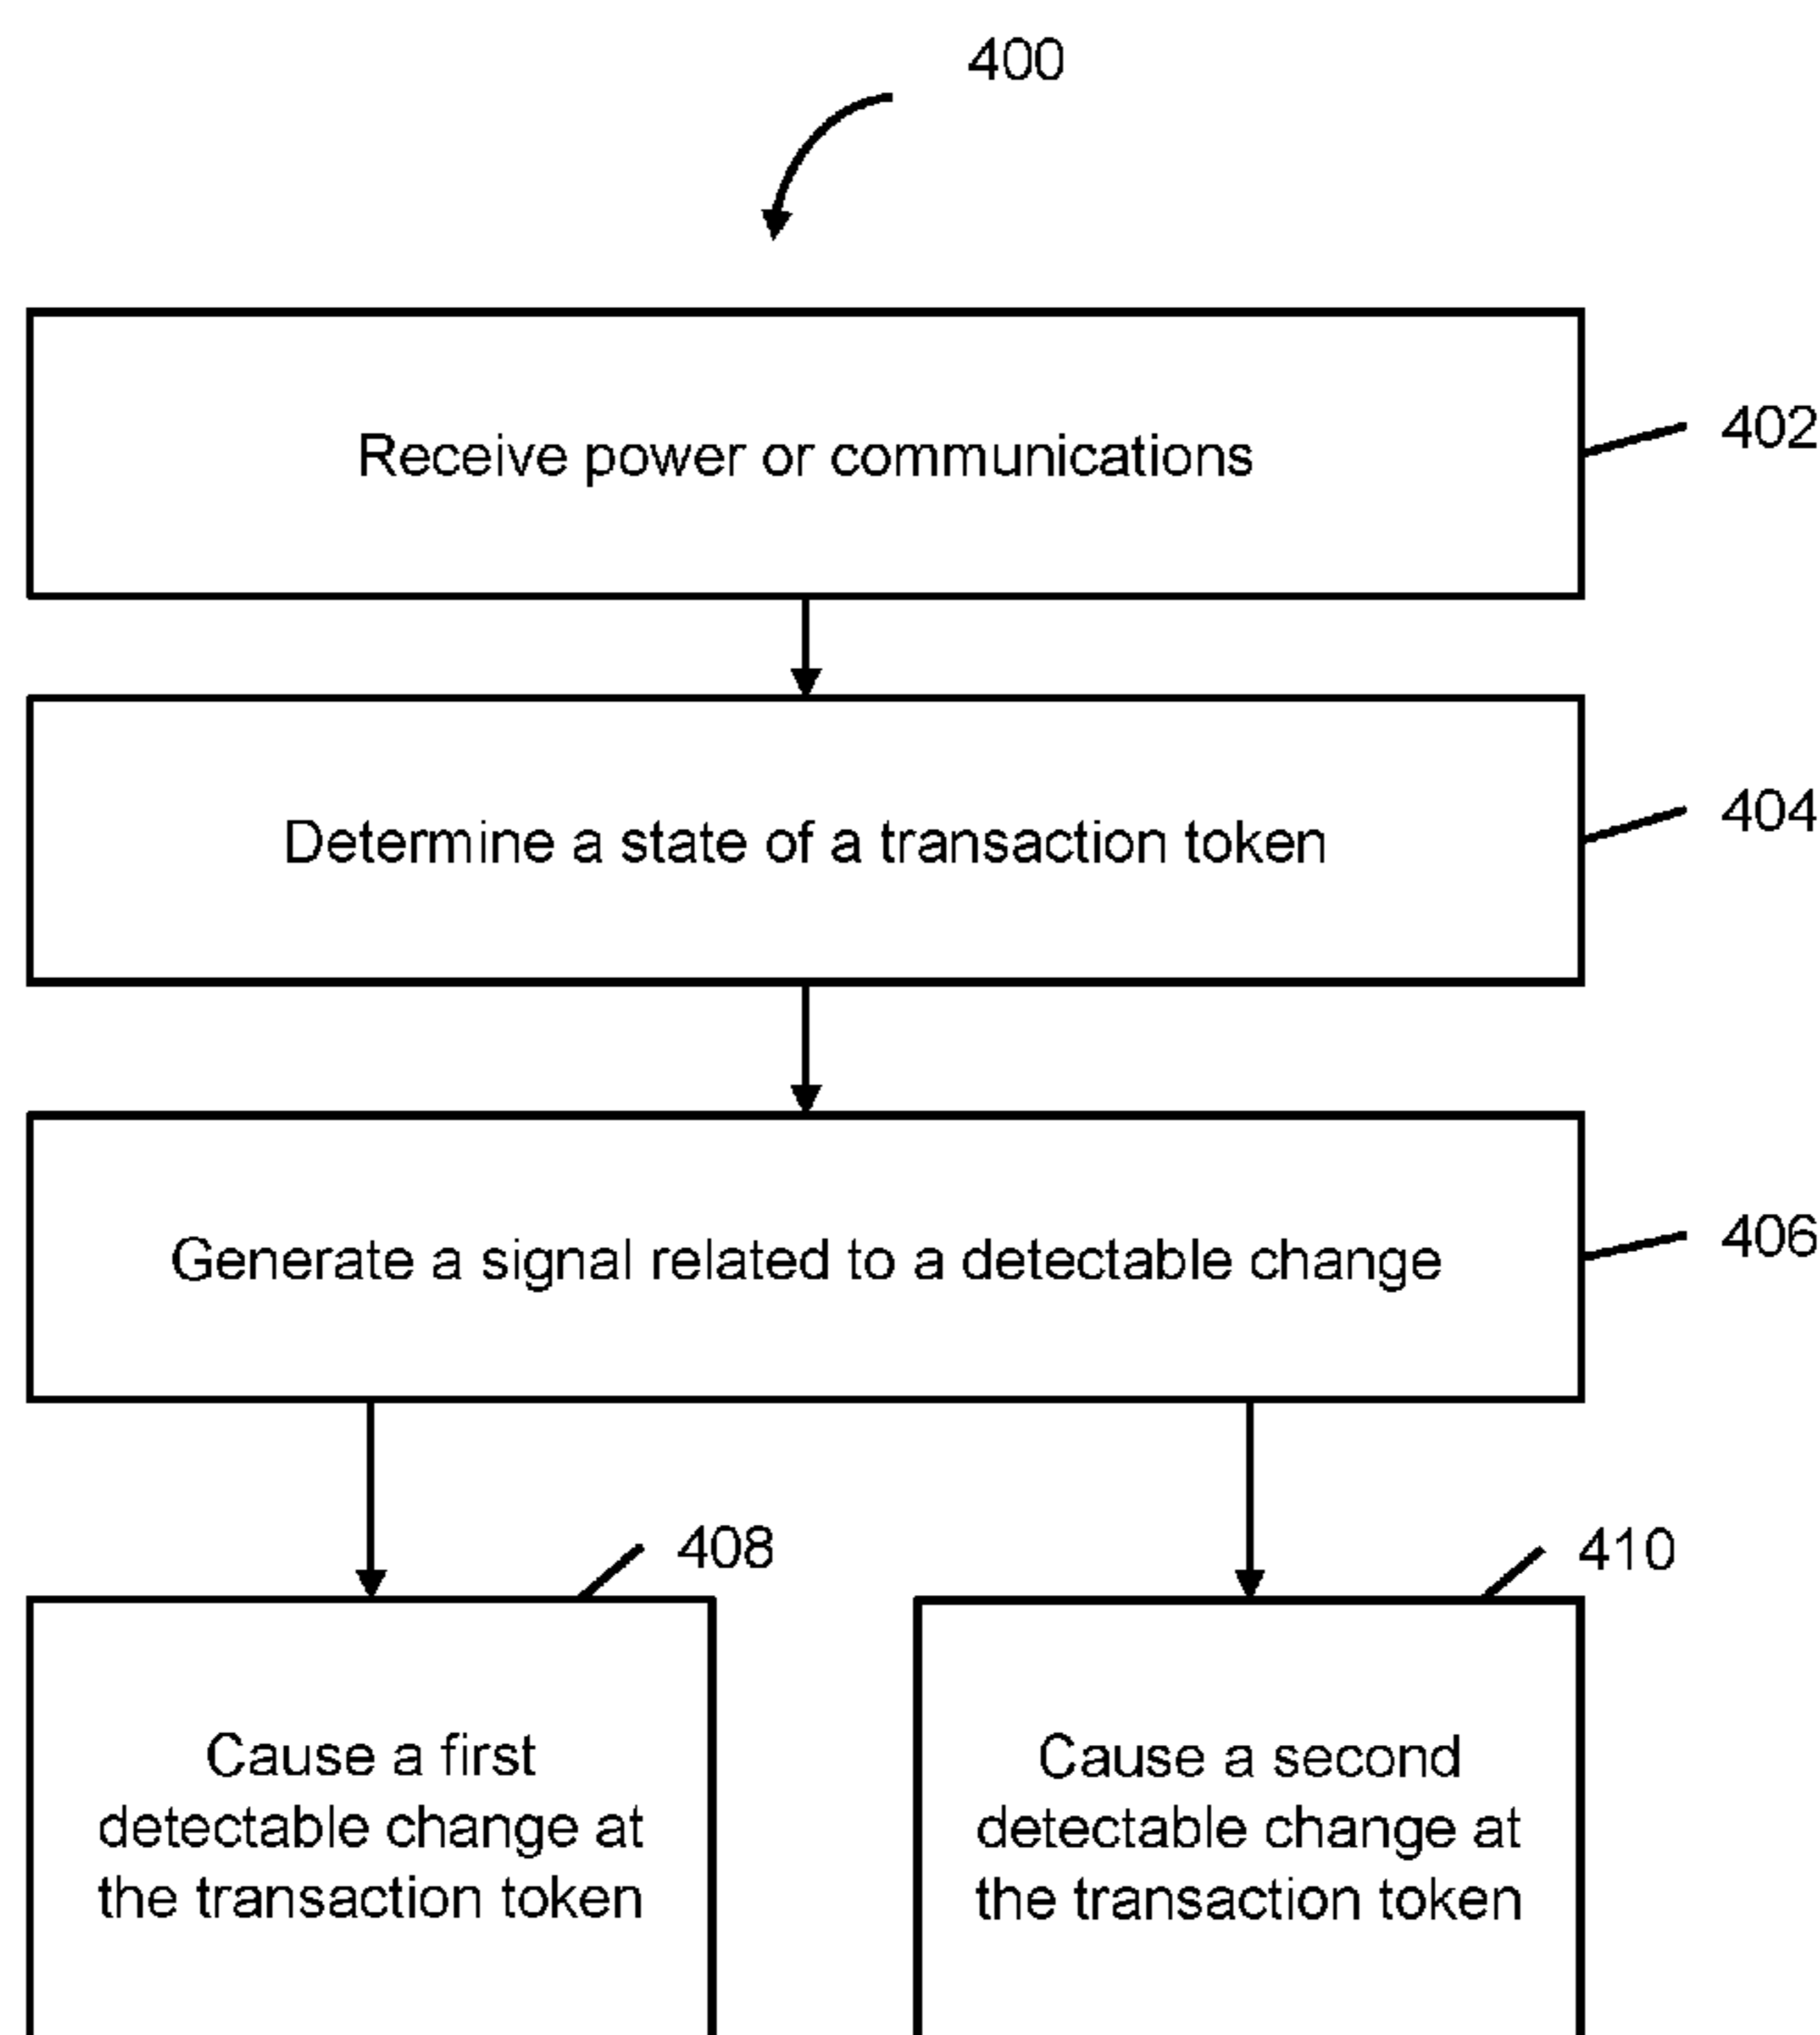 400
Receive power or communications
402
Determine a state of a transaction token
404
Generate a signal related to a detectable change
406
408
Cause a first
detectable change at
the transaction token
410
Cause a second
detectable change at
the transaction token